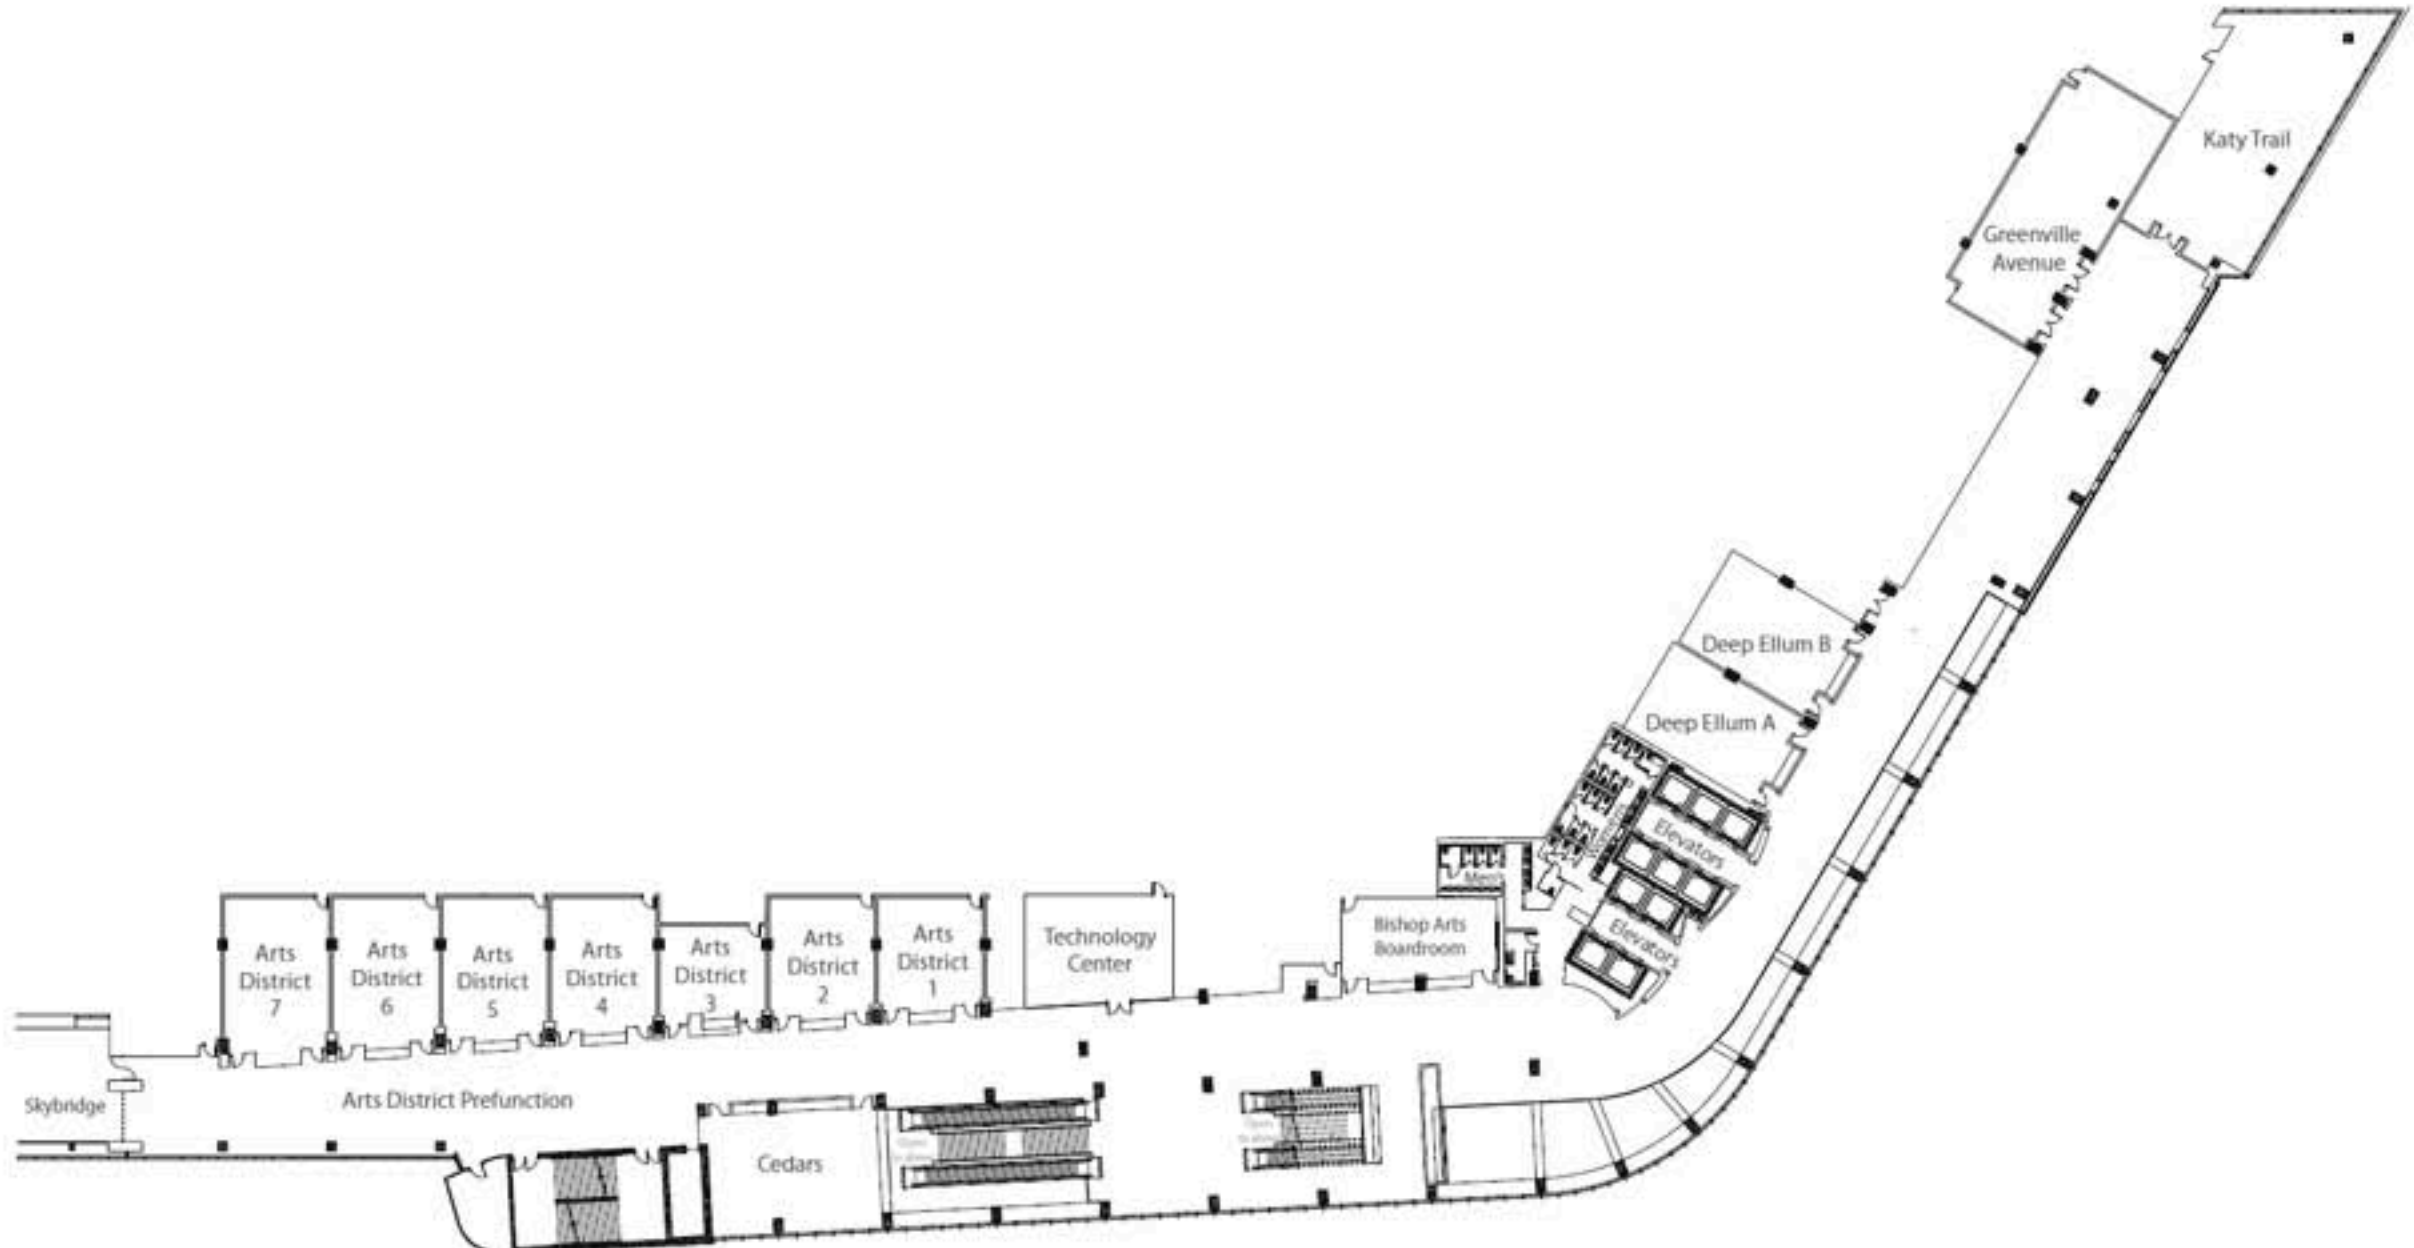 Katy Trail
Greenville
Avenue
Deep Ellum B
Deep Ellum A
Elevators
Elevators
Men's
Bishop Arts
Boardroom
Technology
Center
Arts
District
1
Arts
District
2
Arts
District
3
Arts
District
4
Arts
District
5
Arts
District
6
Arts
District
7
Skybridge
Arts District Prefunction
Cedars
Open
Open